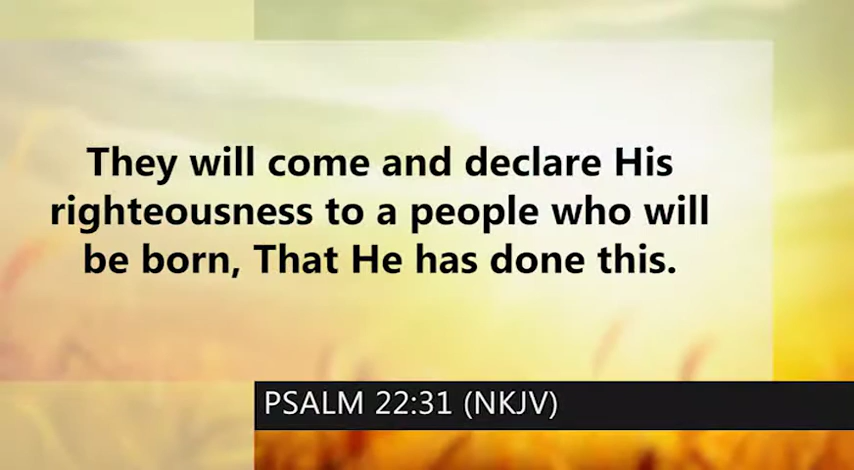 They will come and declare His
righteousness to a people who will
be born, That He has done this.
PSALM 22:31 (NKJV)